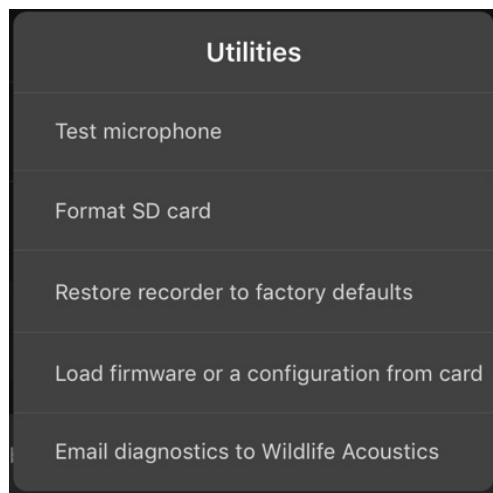 Utilities
Test microphone
Format SD card
Restore recorder to factory defaults
Load firmware or a configuration from card
Email diagnostics to Wildlife Acoustics